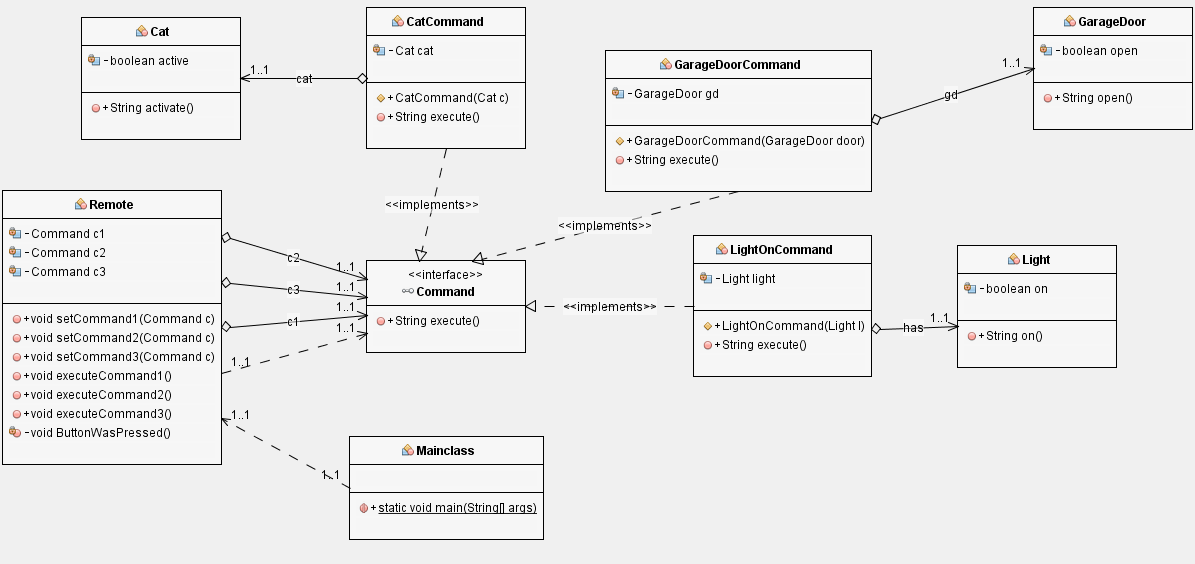 Cat
- boolean active
+ String activate()
1..1
cat
CatCommand
- Cat cat
+ CatCommand(Cat c)
+ String execute()
GarageDoorCommand
- GarageDoor gd
+ GarageDoorCommand(GarageDoor door)
+ String execute()
gd
1..1
GarageDoor
- boolean open
+ String open()
<<implements>>
<<implements>>
Remote
- Command c1
- Command c2
- Command c3
+ void setCommand1(Command c)
+ void setCommand2(Command c)
+ void setCommand3(Command c)
+ void executeCommand1()
+ void executeCommand2()
+ void executeCommand3()
- void ButtonWasPressed()
c2
1..1
c3
1..1
c1
1..1
1..1
1..1
<<interface>>
Command
+ String execute()
<<implements>>
LightOnCommand
- Light light
+ LightOnCommand(Light l)
+ String execute()
has
1..1
Light
- boolean on
+ String on()
1..1
1..1
Mainclass
+ static void main(String[] args)